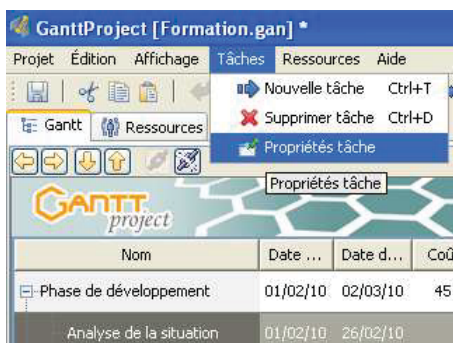 GanttProject [Formation.gan] *
Projet Édition Affichage Tâches Ressources Aide
Nouvelle tâche Ctrl+T
Supprimer tâche Ctrl+D
Gantt Ressources
Propriétés tâche
Propriétés tâche
GANTT
project
Nom Date ... Date d... Coû
Phase de développement 01/02/10 02/03/10 45
Analyse de la situation 01/02/10 26/02/10